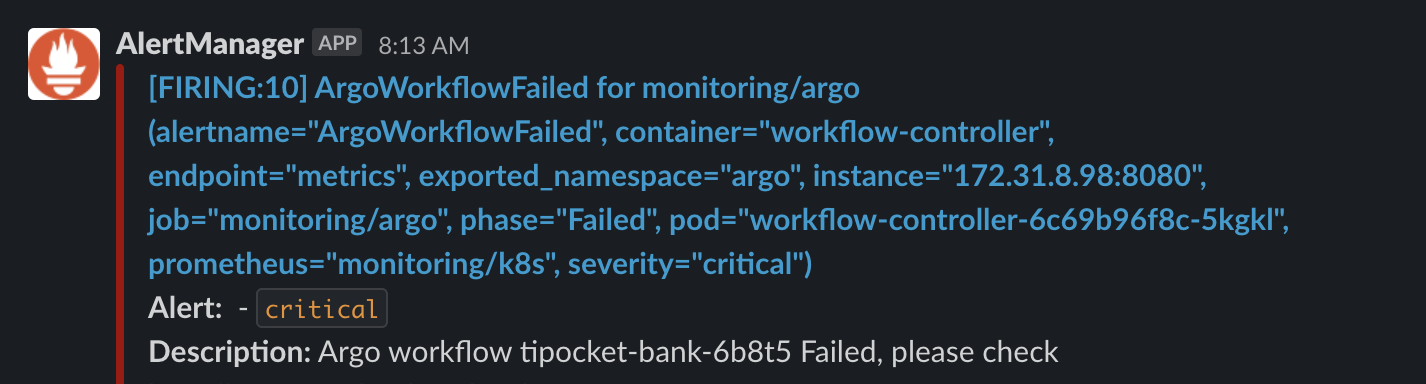 AlertManager APP 8:13 AM
[FIRING:10] ArgoWorkflowFailed for monitoring/argo
(alertname="ArgoWorkflowFailed", container="workflow-controller",
endpoint="metrics", exported_namespace="argo", instance="172.31.8.98:8080",
job="monitoring/argo", phase="Failed", pod="workflow-controller-6c69b96f8c-5kgkl",
prometheus="monitoring/k8s", severity="critical")
Alert: - critical
Description: Argo workflow tipocket-bank-6b8t5 Failed, please check